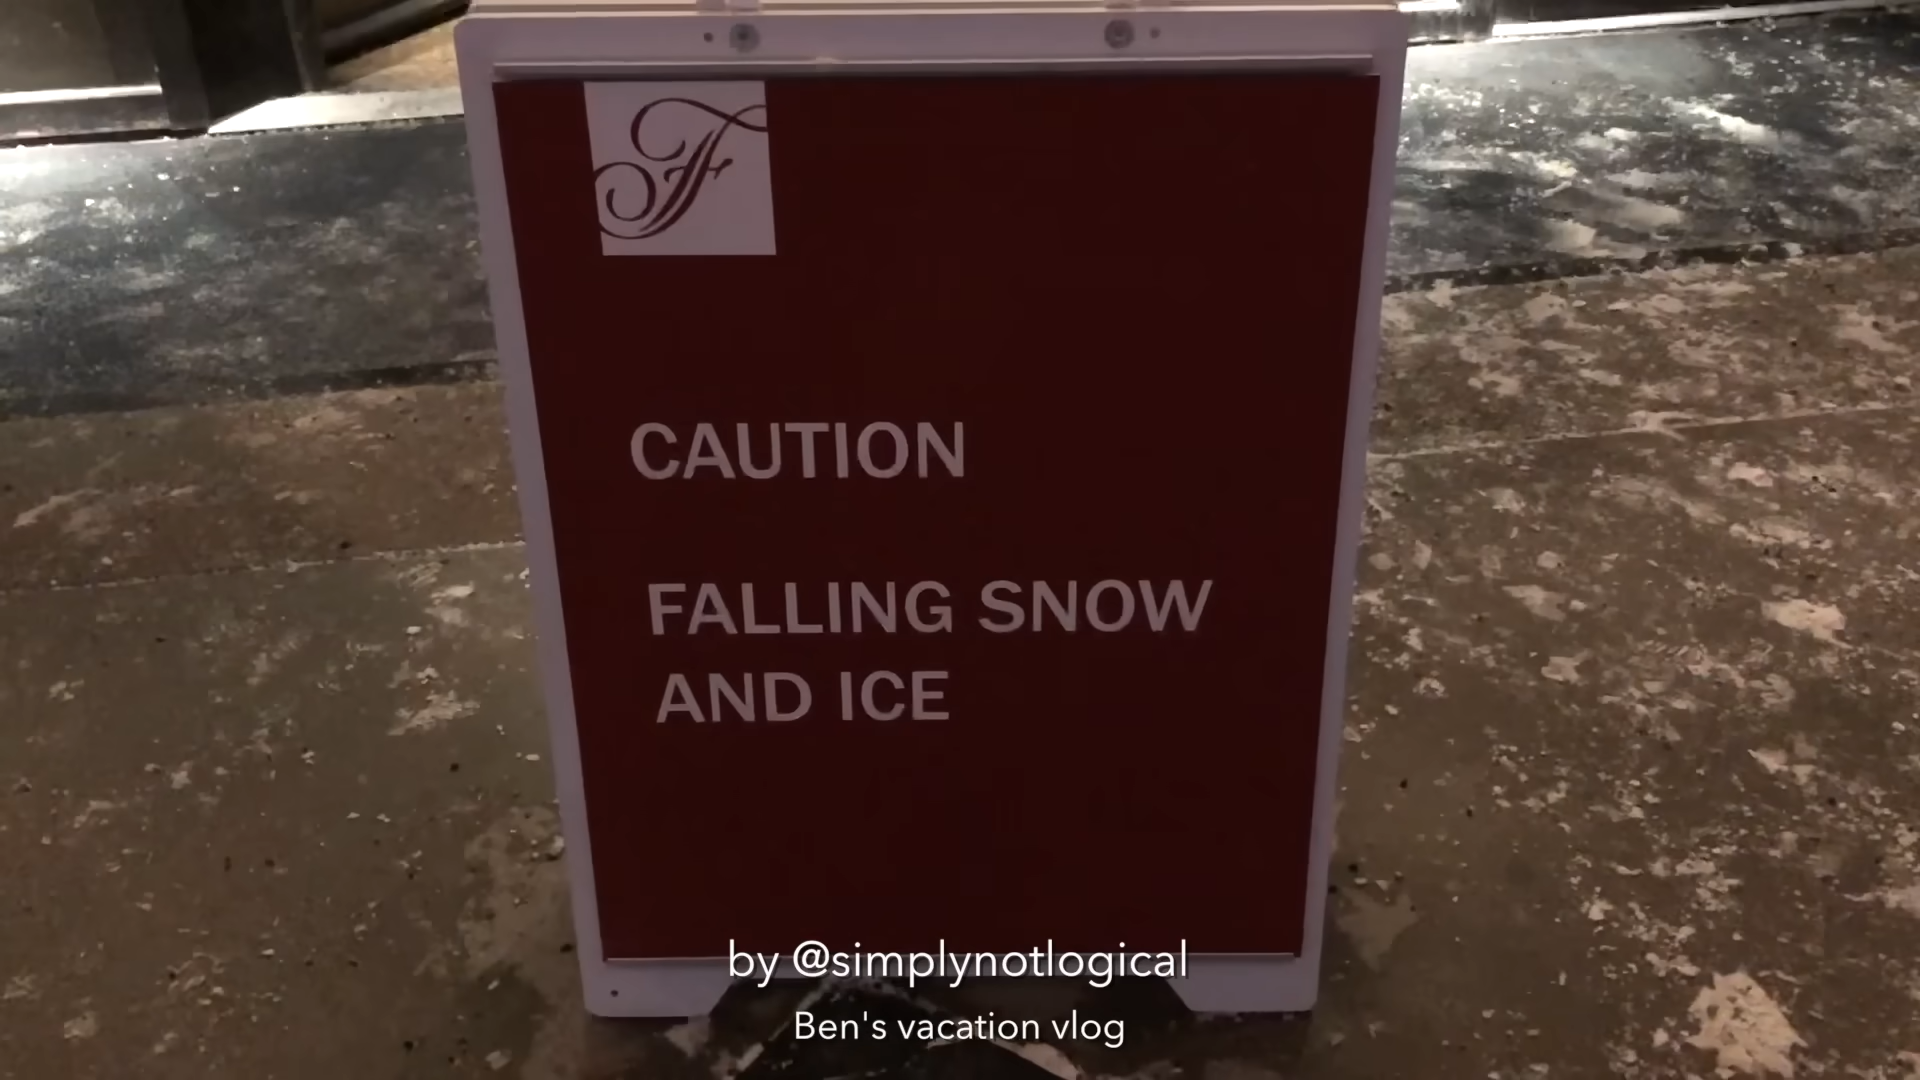 F
CAUTION
FALLING SNOW
AND ICE
by @simplynotlogical
Ben's vacation vlog